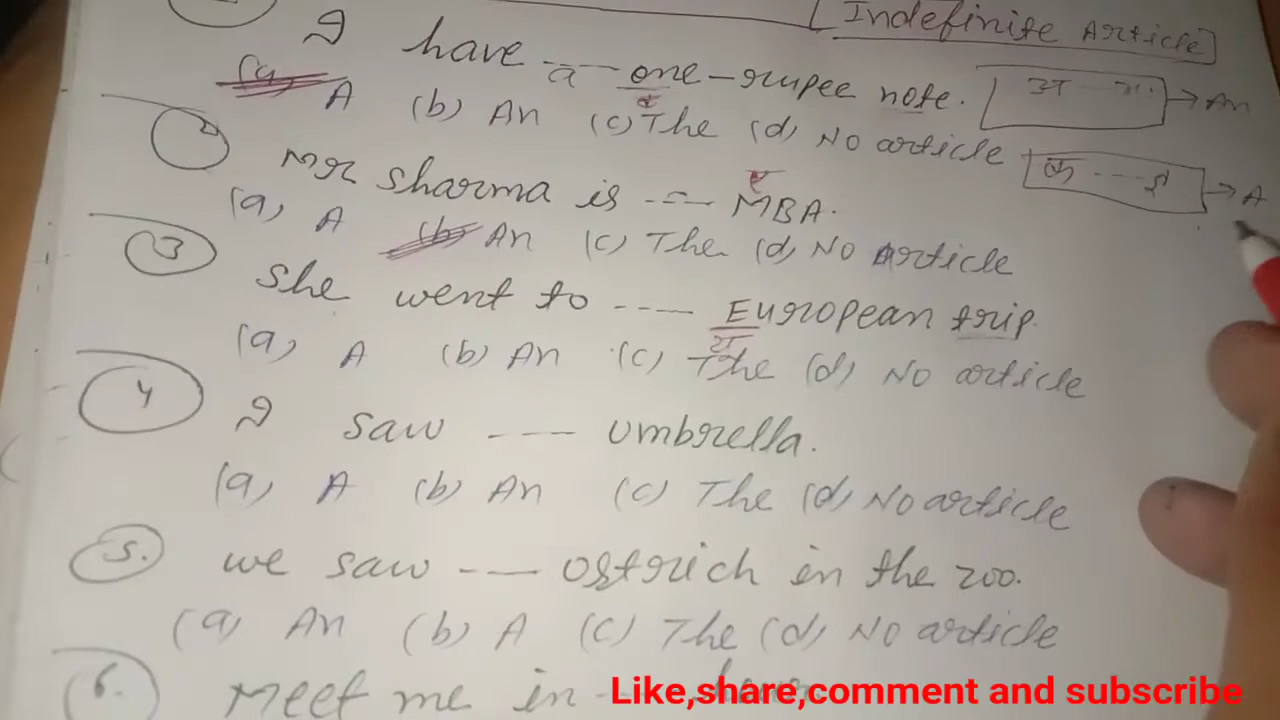 [Indefinite Article]
I have --- one-rupee note.
a
व
(a) A (b) An (c) The (d) No article
अ --- अः → An
2
Mr sharma is --- MBA.
ए
क --- ज्ञ → A
(a) A (b) An (c) The (d) No Article
3
She went to ---- European trip.
य
(a) A (b) An (c) The (d) No article
4
I saw --- umbrella.
(a) A (b) An (c) The (d) No article
5.
we saw --- ostrich in the zoo.
(a) An (b) A (c) The (d) No article
6.
Meet me in --- hour
Like,share,comment and subscribe